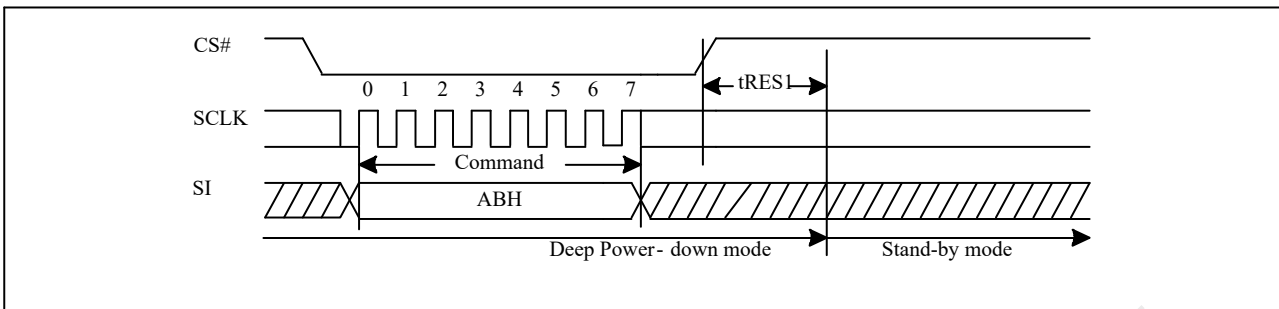 CS#
tRES1
0 1 2 3 4 5 6 7
SCLK
Command
SI
ABH
Deep Power- down mode Stand-by mode